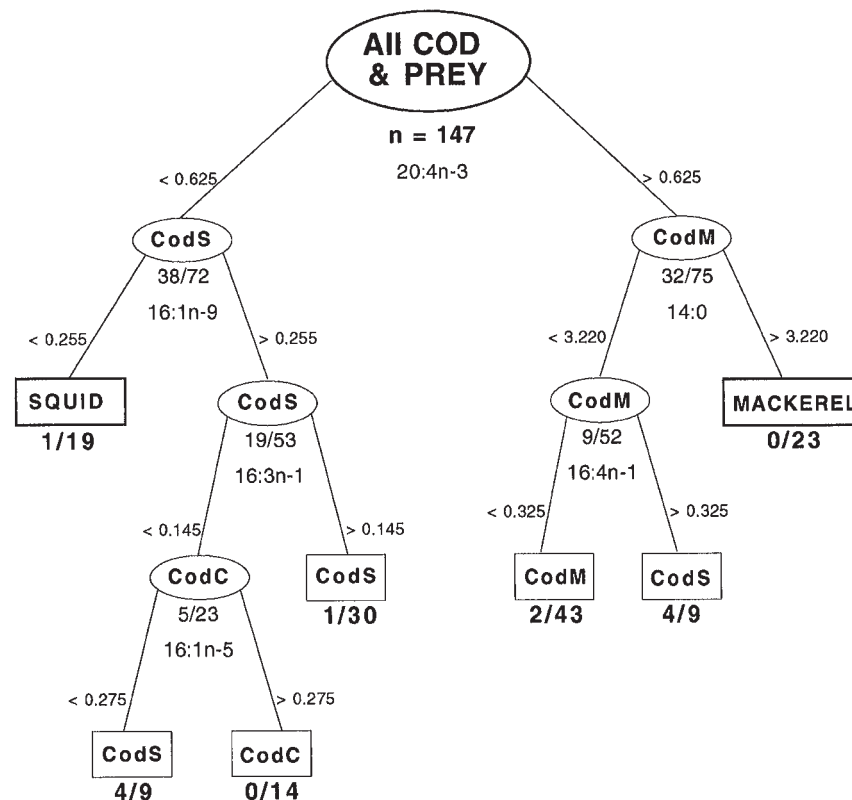 All COD
& PREY
n = 147
20:4n-3
< 0.625
> 0.625
CodS
CodM
38/72
32/75
16:1n-9
14:0
< 0.255
> 0.255
< 3.220
> 3.220
SQUID
CodS
CodM
MACKEREL
1/19
19/53
9/52
0/23
16:3n-1
16:4n-1
< 0.145
> 0.145
< 0.325
> 0.325
CodC
CodS
CodM
CodS
5/23
1/30
2/43
4/9
16:1n-5
< 0.275
> 0.275
CodS
CodC
4/9
0/14